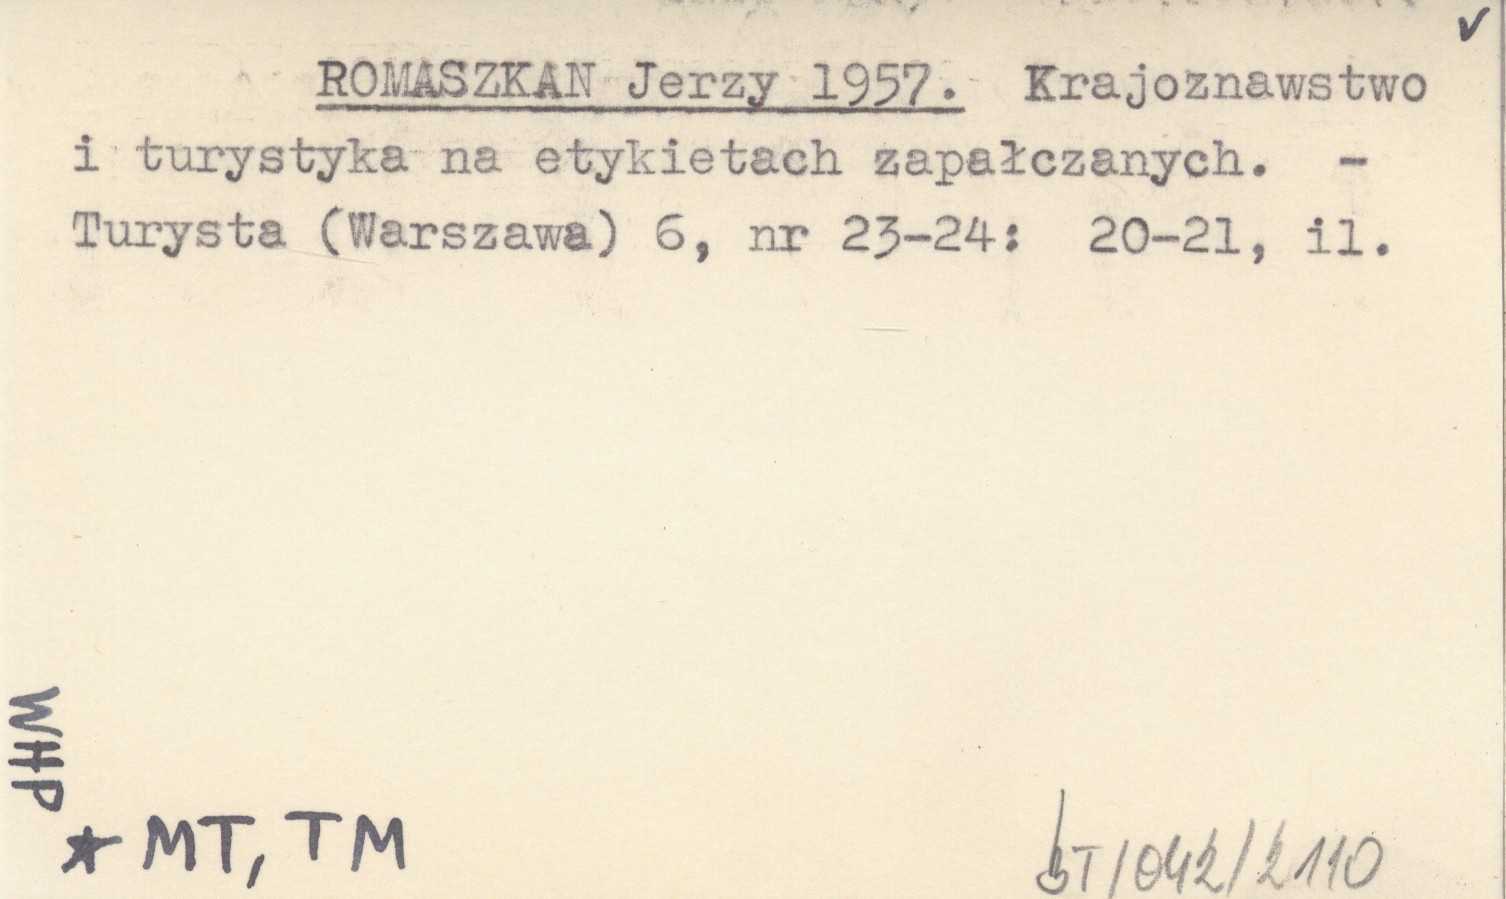 ROMASZKAN Jerzy 1957. Krajoznawstwo
i turystyka na etykietach zapałczanych. -
Turysta (Warszawa) 6, nr 23-24: 20-21, il.
WHP
* MT, TM
BT/042/2110